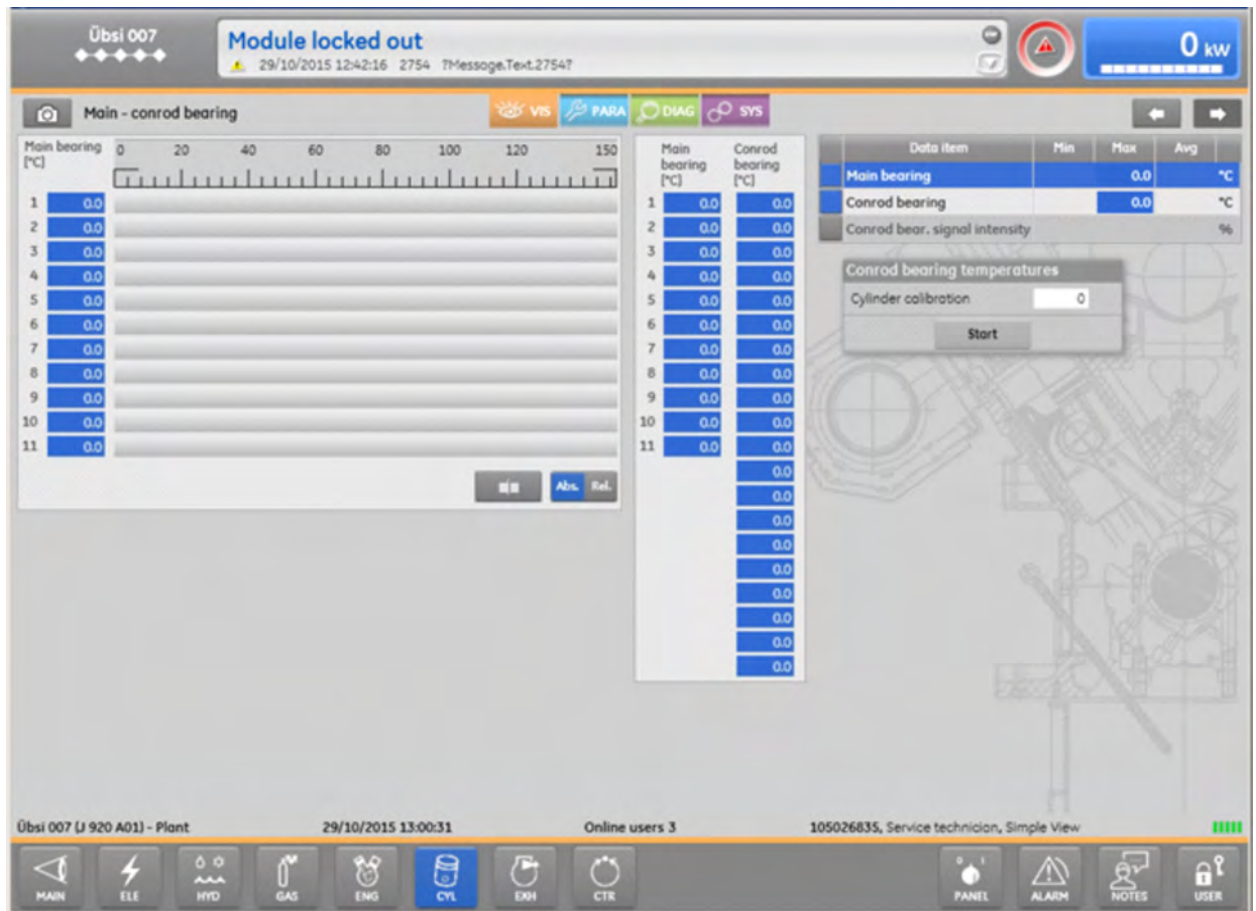 Übsi 007
Module locked out
29/10/2015 12:42:16 2754 ?Message.Text.2754?
0 kW
Main - conrod bearing
VIS PARA DIAG SYS
Main bearing [°C]
0 20 40 60 80 100 120 150
1 0.0
2 0.0
3 0.0
4 0.0
5 0.0
6 0.0
7 0.0
8 0.0
9 0.0
10 0.0
11 0.0
Abs. Rel.
Main bearing [°C] Conrod bearing [°C]
1 0.0 0.0
2 0.0 0.0
3 0.0 0.0
4 0.0 0.0
5 0.0 0.0
6 0.0 0.0
7 0.0 0.0
8 0.0 0.0
9 0.0 0.0
10 0.0 0.0
11 0.0 0.0
0.0
0.0
0.0
0.0
0.0
0.0
0.0
0.0
0.0
Data item Min Max Avg
Main bearing 0.0 °C
Conrod bearing 0.0 °C
Conrod bear. signal intensity %
Conrod bearing temperatures
Cylinder calibration 0
Start
Übsi 007 (J 920 A01) - Plant 29/10/2015 13:00:31 Online users 3 105026835, Service technician, Simple View
MAIN ELE HYD GAS ENG CYL EXH CTR PANEL ALARM NOTES USER